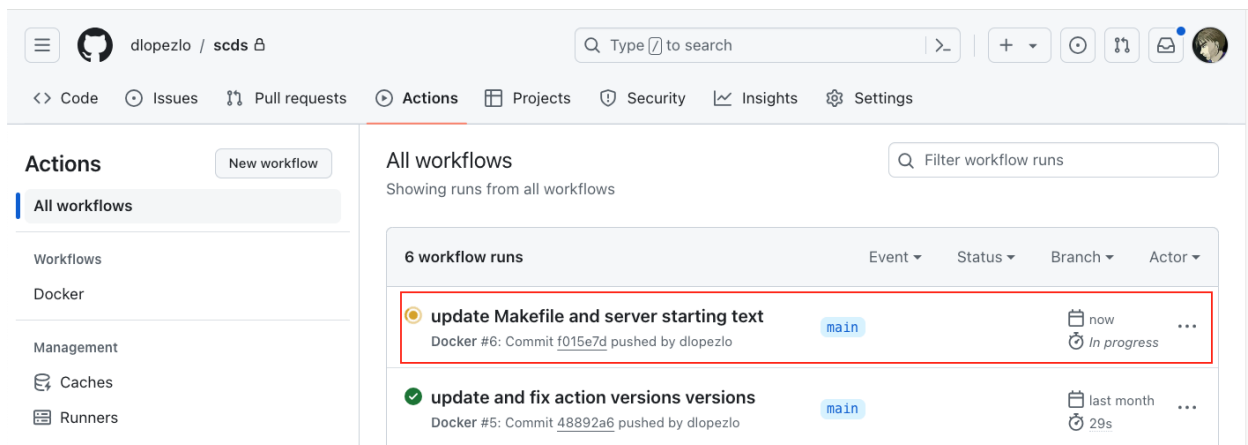 dlopezlo / scds
Type / to search
Code
Issues
Pull requests
Actions
Projects
Security
Insights
Settings
Actions
New workflow
All workflows
Workflows
Docker
Management
Caches
Runners
All workflows
Showing runs from all workflows
Filter workflow runs
6 workflow runs
Event
Status
Branch
Actor
update Makefile and server starting text
Docker #6: Commit f015e7d pushed by dlopezlo
main
now
In progress
update and fix action versions versions
Docker #5: Commit 48892a6 pushed by dlopezlo
main
last month
29s